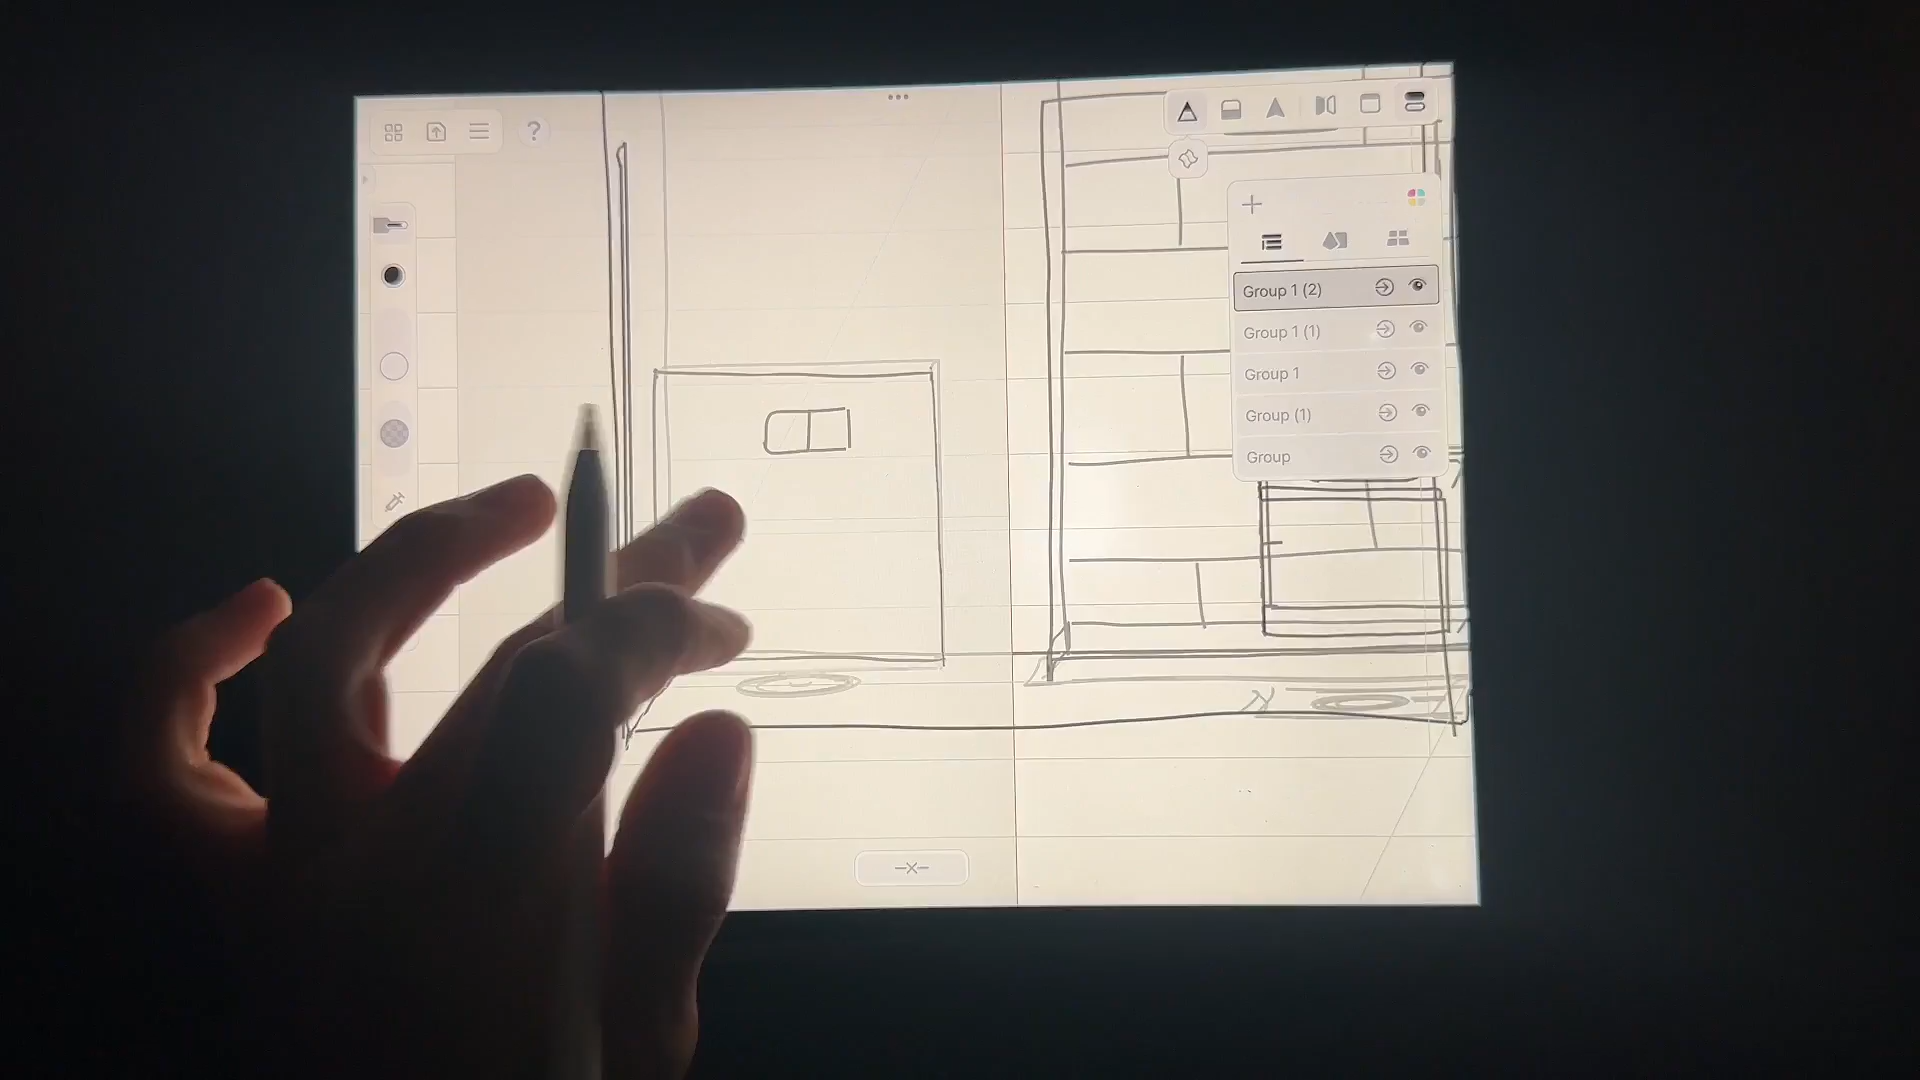 ?
Group 1 (2)
Group 1 (1)
Group 1
Group (1)
Group